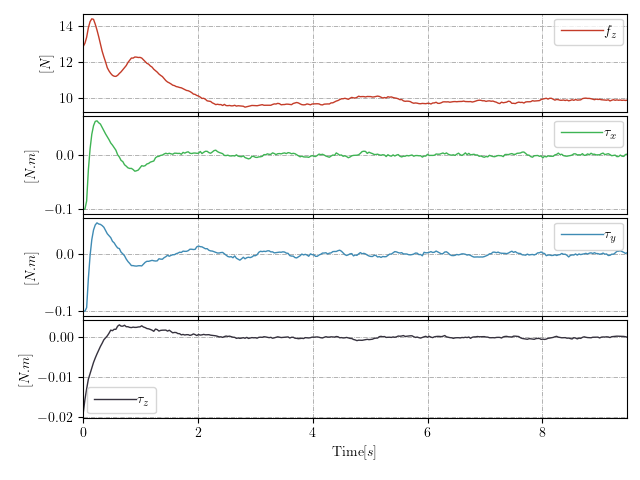 14
12
10
[N]
f_z
0.0
−0.1
[N.m]
τ_x
0.0
−0.1
[N.m]
τ_y
0.00
−0.01
−0.02
[N.m]
τ_z
0 2 4 6 8
Time[s]